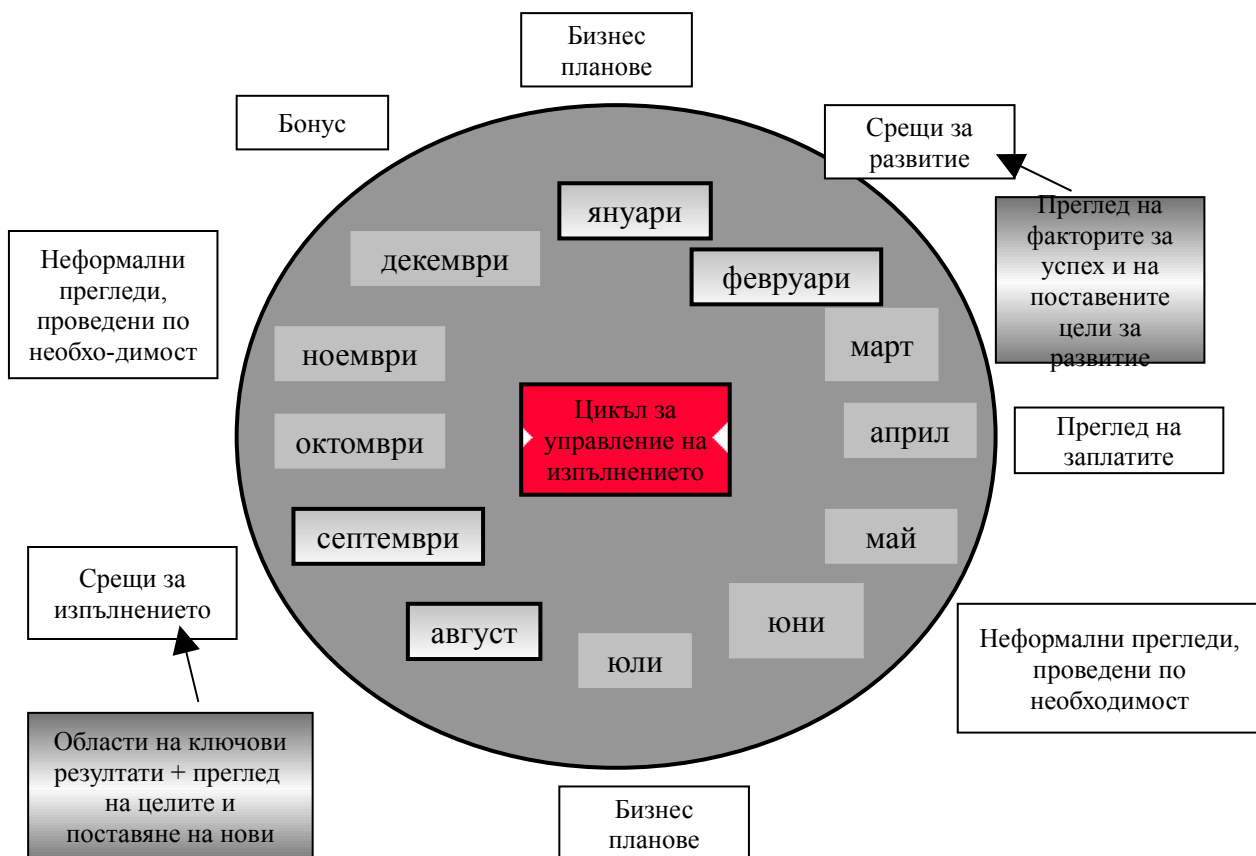 Бизнес
планове
Бонус
Срещи за
развитие
януари
Преглед на
факторите за
успех и на
поставените
цели за
развитие
Неформални
прегледи,
проведени по
необхо-димост
декември
февруари
март
ноември
Цикъл за
управление на
изпълнението
април
Преглед на
заплатите
октомври
септември
май
Срещи за
изпълнението
август
юни
юли
Неформални прегледи,
проведени по
необходимост
Области на ключови
резултати + преглед
на целите и
поставяне на нови
Бизнес
планове